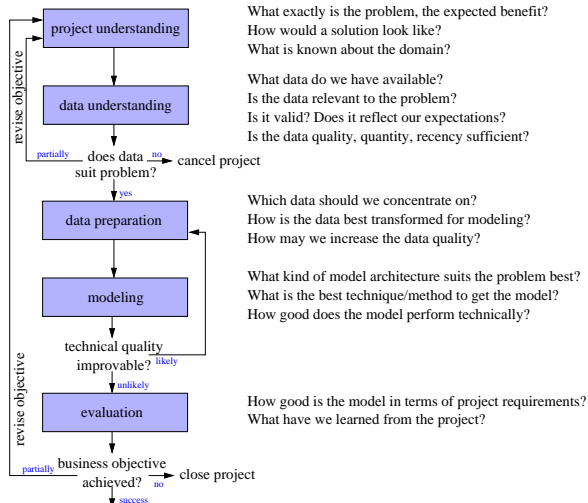 What exactly is the problem, the expected benefit?
project understanding
How would a solution look like?
What is known about the domain?
revise objective
What data do we have available?
data understanding
Is the data relevant to the problem?
Is it valid? Does it reflect our expectations?
Is the data quality, quantity, recency sufficient?
partially
does data
suit problem?
no
cancel project
yes
Which data should we concentrate on?
data preparation
How is the data best transformed for modeling?
How may we increase the data quality?
What kind of model architecture suits the problem best?
modeling
What is the best technique/method to get the model?
How good does the model perform technically?
technical quality
improvable?
likely
unlikely
revise objective
How good is the model in terms of project requirements?
evaluation
What have we learned from the project?
partially
business objective
achieved?
no
close project
success